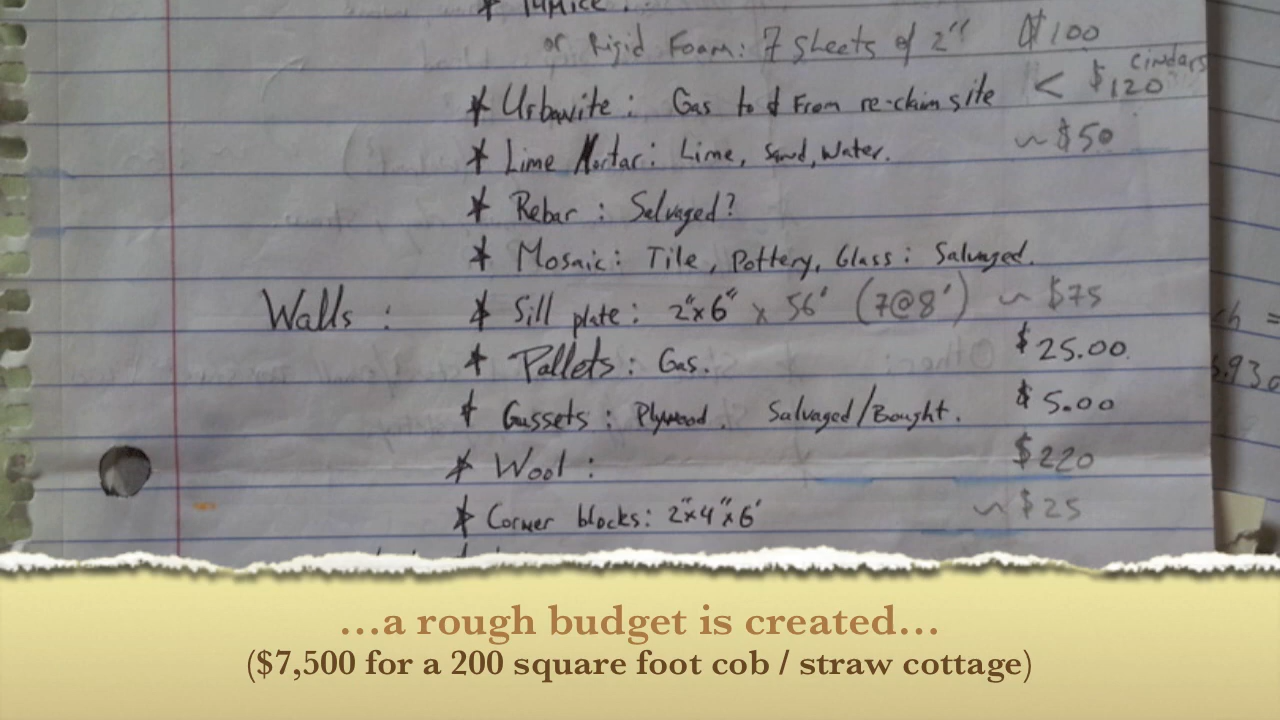 or Rigid Foam: 7 Sheets of 2" $100
cindars
* Urbanite: Gas to & From re-claim site < $120
* Lime Mortar: Lime, Sand, Water. ~$50
* Rebar: Salvaged?
* Mosaic: Tile, Pottery, Glass: Salvaged.
Walls: * Sill plate: 2"x6" x 56' (7@8') ~ $75
* Pallets: Gas. $25.00
* Gussets: Plywood. Salvaged/Bought. $5.00
* Wool: $220
* Corner blocks: 2"x4"x6' ~$25
...a rough budget is created...
($7,500 for a 200 square foot cob / straw cottage)